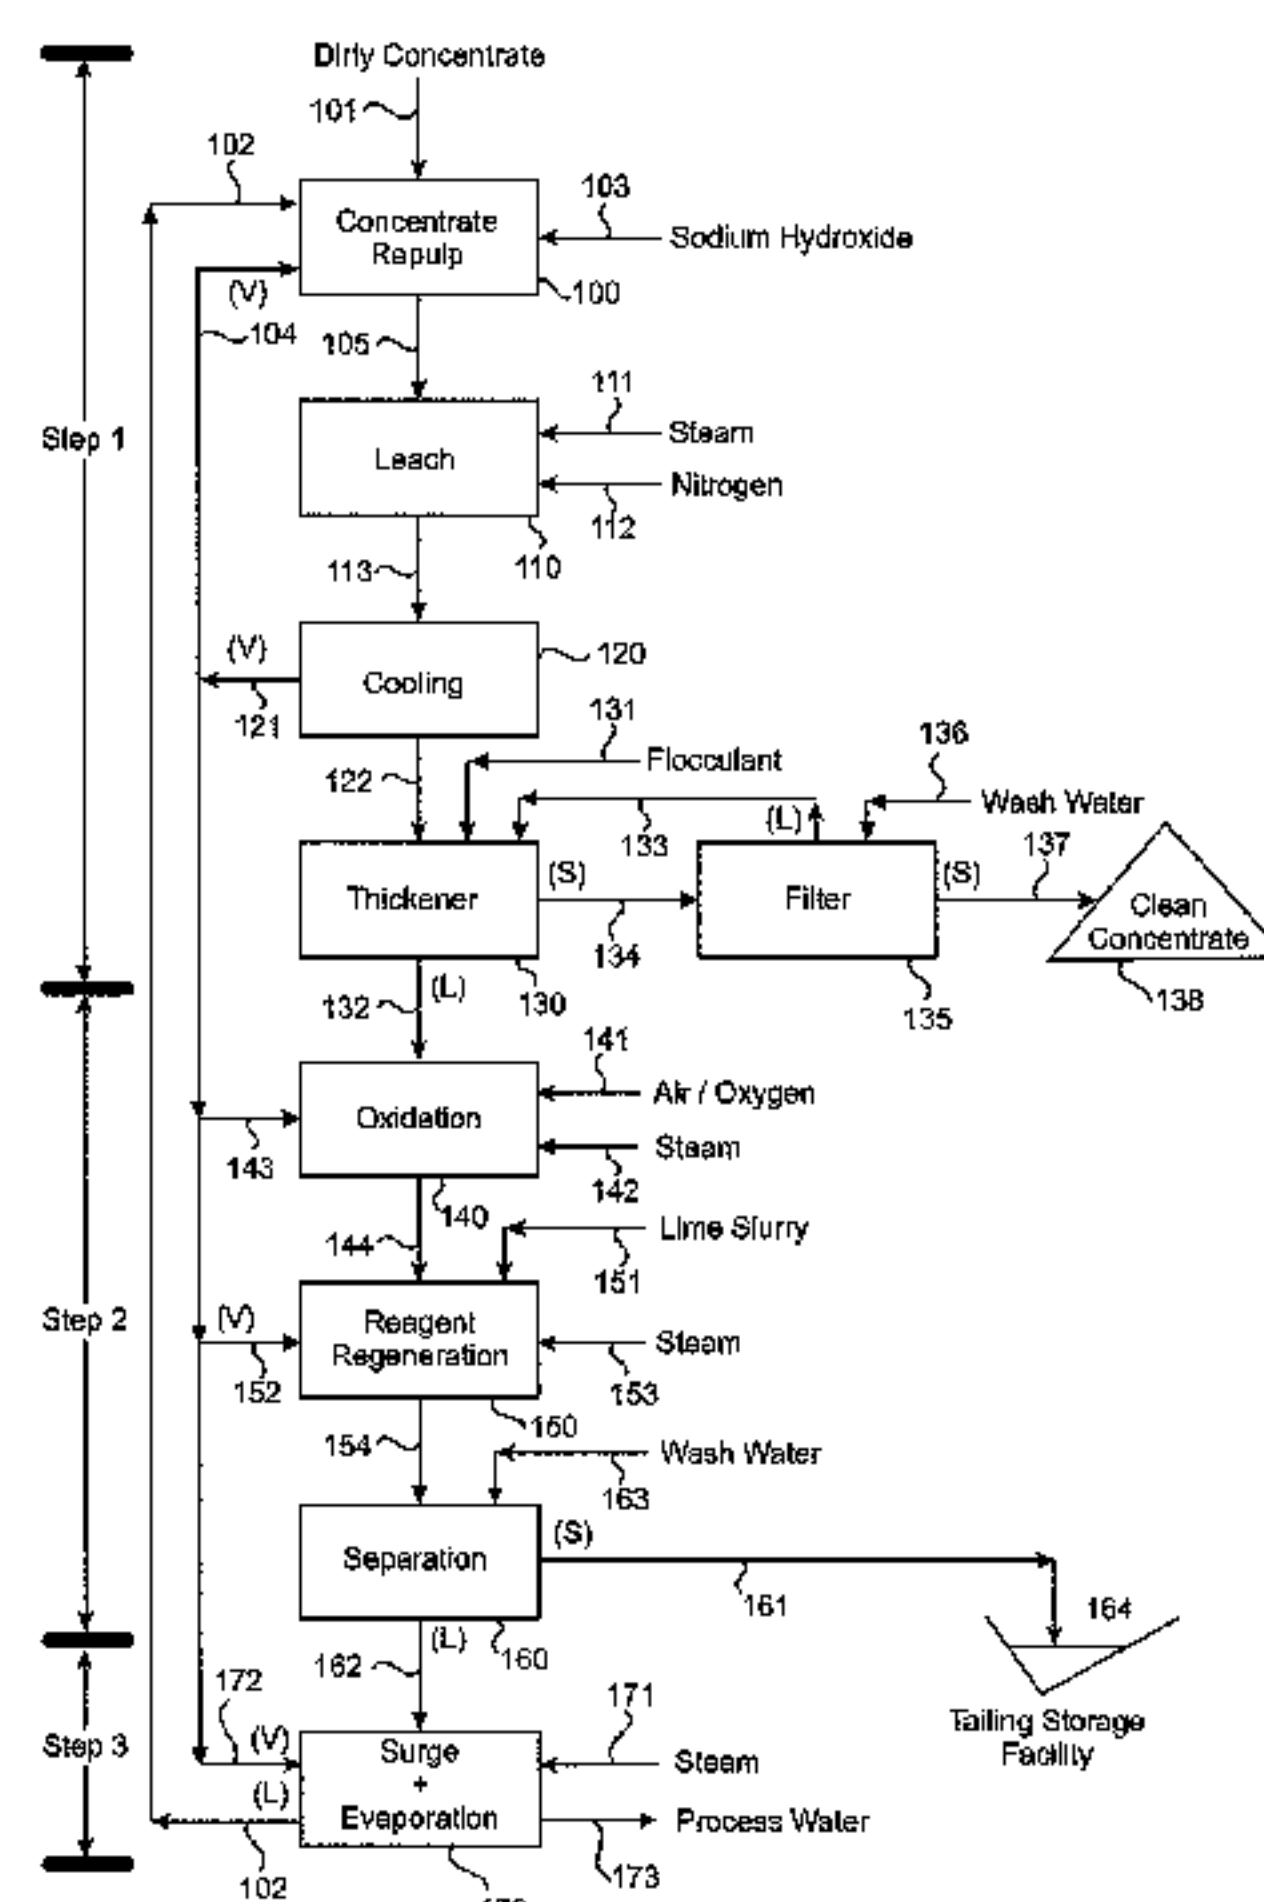 Dirty Concentrate
101
102
103
Concentrate
Repulp
Sodium Hydroxide
(V)
100
104
105
111
Step 1
Leach
Steam
Nitrogen
112
113
110
(V)
120
Cooling
121
131
136
122
Flocculant
(L)
Wash Water
133
137
Thickener
(S)
Filter
(S)
Clean
Concentrate
134
132
(L)
130
135
138
141
Air / Oxygen
Oxidation
Steam
143
142
140
144
Lime Slurry
151
Step 2
(V)
Reagent
Regeneration
Steam
152
153
150
154
Wash Water
163
Separation
(S)
161
164
(L)
160
162
172
171
Tailing Storage
Facility
Step 3
(V)
Surge
+
Evaporation
Steam
(L)
Process Water
102
173